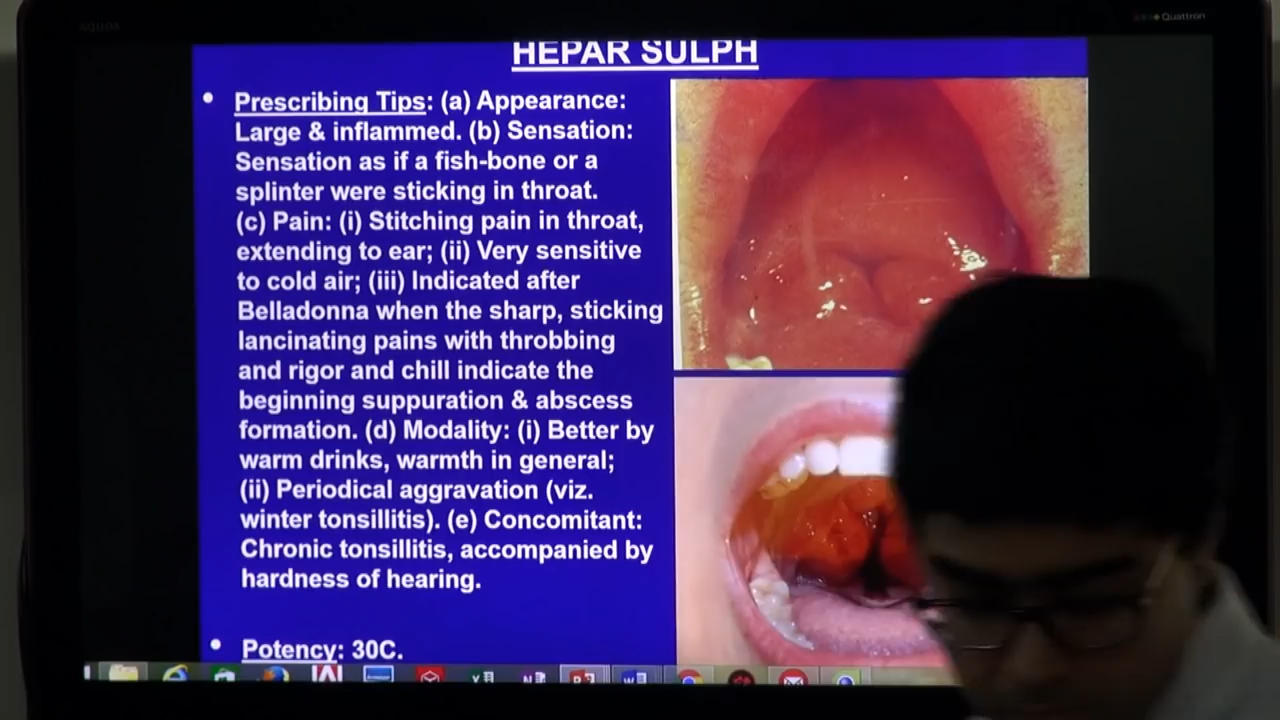 AQUOS
Quattron
HEPAR SULPH
• Prescribing Tips: (a) Appearance:
Large & inflammed. (b) Sensation:
Sensation as if a fish-bone or a
splinter were sticking in throat.
(c) Pain: (i) Stitching pain in throat,
extending to ear; (ii) Very sensitive
to cold air; (iii) Indicated after
Belladonna when the sharp, sticking
lancinating pains with throbbing
and rigor and chill indicate the
beginning suppuration & abscess
formation. (d) Modality: (i) Better by
warm drinks, warmth in general;
(ii) Periodical aggravation (viz.
winter tonsillitis). (e) Concomitant:
Chronic tonsillitis, accompanied by
hardness of hearing.
• Potency: 30C.